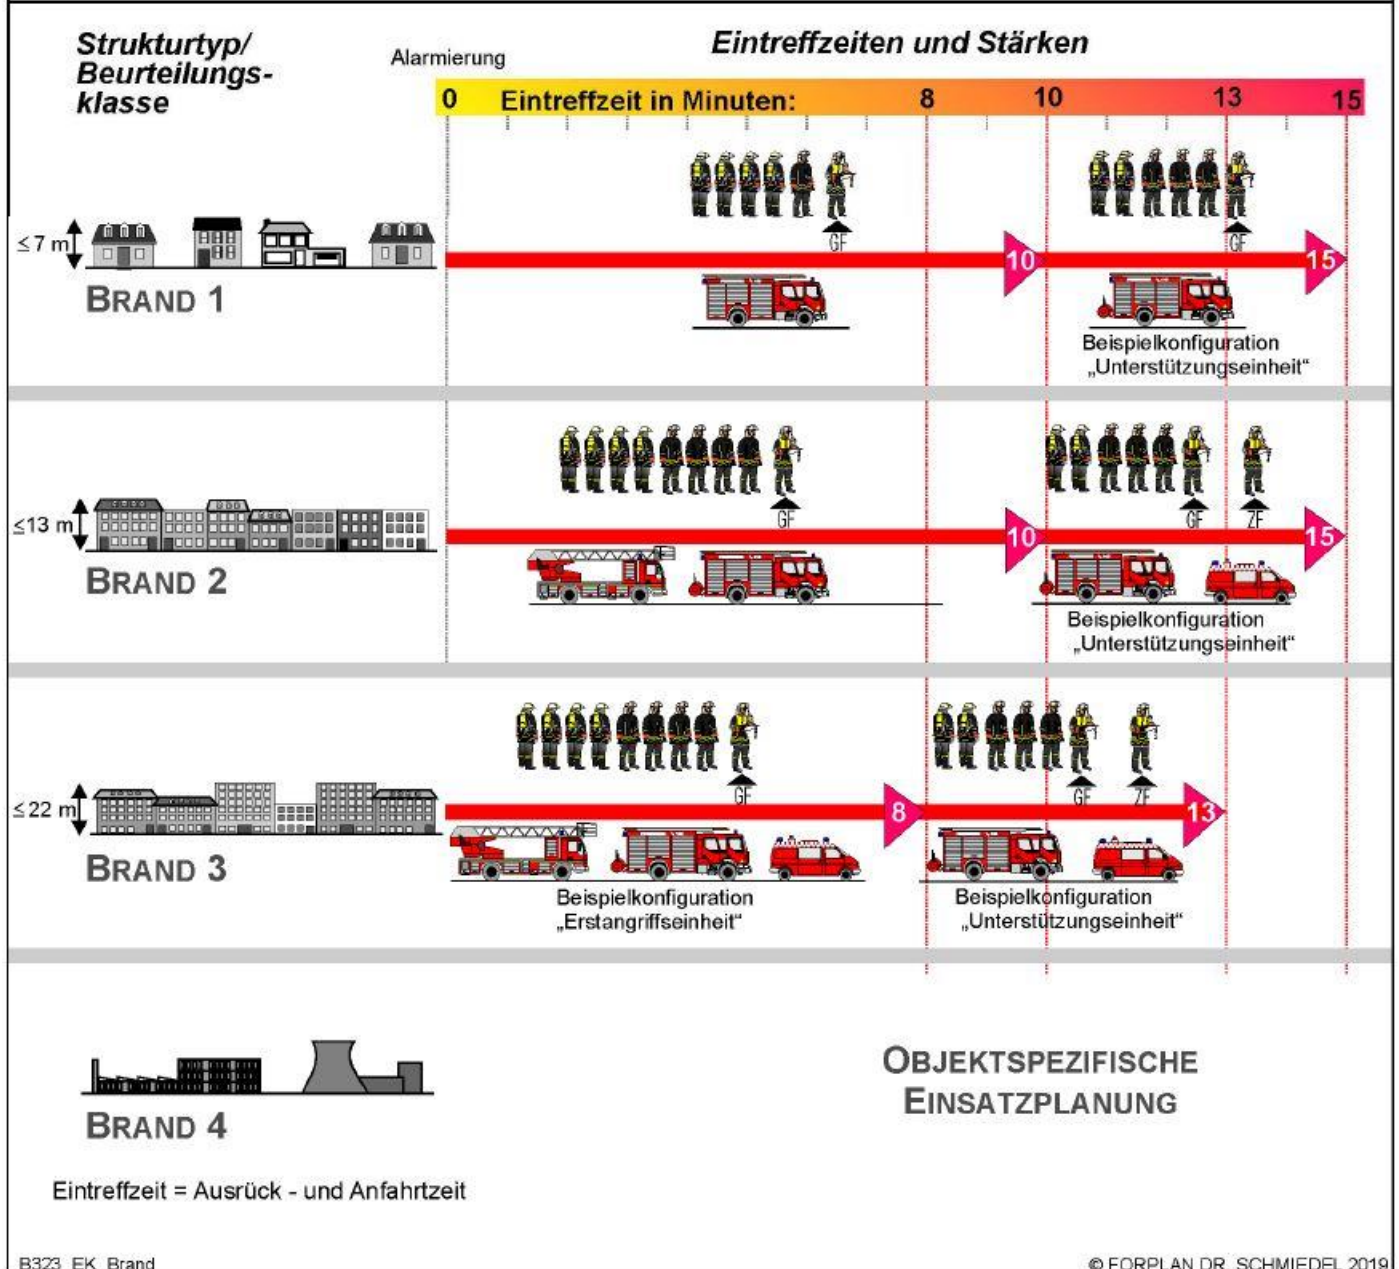 Strukturtyp/
Beurteilungs-
klasse
Alarmierung
Eintreffzeiten und Stärken
0 Eintreffzeit in Minuten: 8 10 13 15
≤ 7 m
GF GF
10 15
BRAND 1
Beispielkonfiguration
„Unterstützungseinheit“
≤13 m
GF GF ZF
10 15
BRAND 2
Beispielkonfiguration
„Unterstützungseinheit“
≤ 22 m
GF GF ZF
8 13
BRAND 3
Beispielkonfiguration
„Erstangriffseinheit“
Beispielkonfiguration
„Unterstützungseinheit“
OBJEKTSPEZIFISCHE
EINSATZPLANUNG
BRAND 4
Eintreffzeit = Ausrück - und Anfahrtzeit
B323_EK_Brand
© FORPLAN DR. SCHMIEDEL 2019